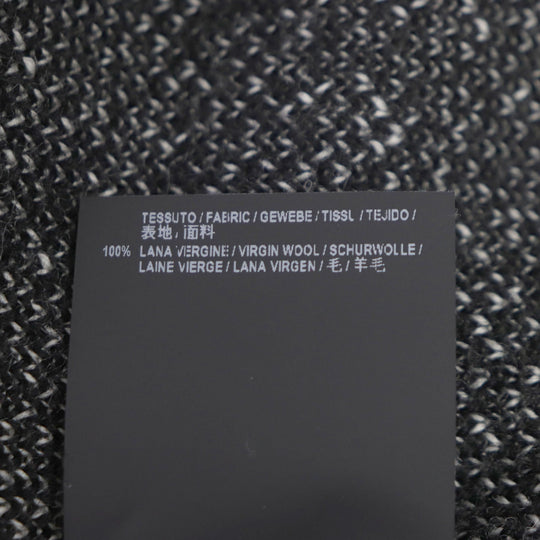 TESSUTO / FABRIC / GEWEBE / TISSU / TEJIDO /
表地 / 面料
100% LANA VERGINE / VIRGIN WOOL / SCHURWOLLE /
LAINE VIERGE / LANA VIRGEN / 毛 / 羊毛